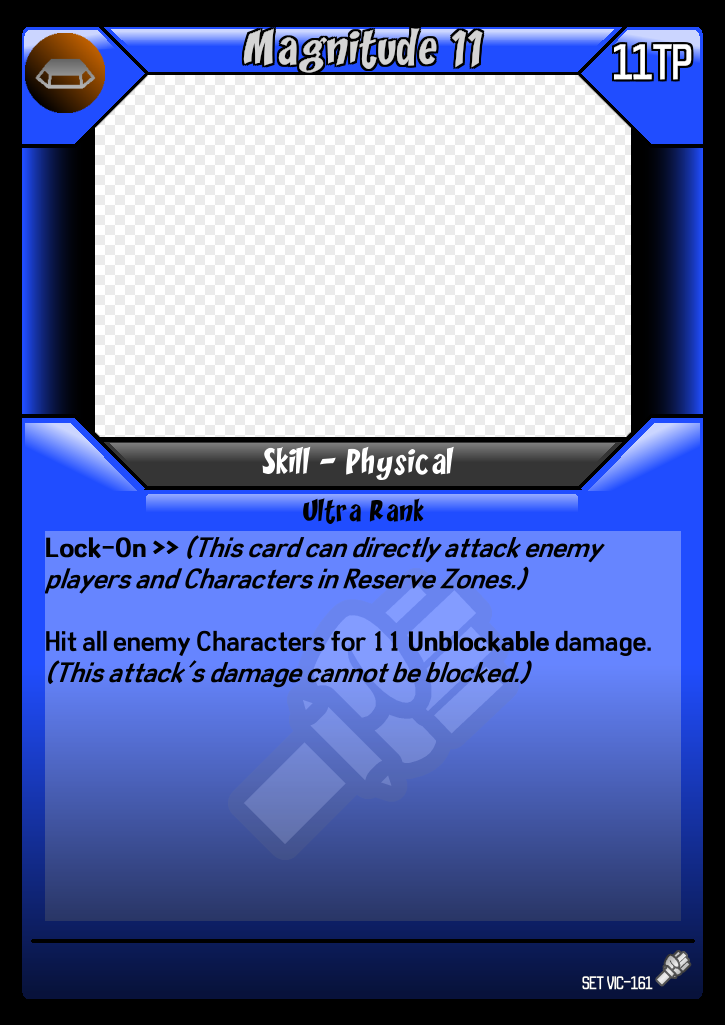 Magnitude 11
11TP
Skill - Physical
Ultra Rank
Lock-On >> (This card can directly attack enemy
players and Characters in Reserve Zones.)
Hit all enemy Characters for 11 Unblockable damage.
(This attack's damage cannot be blocked.)
SET VIC-161